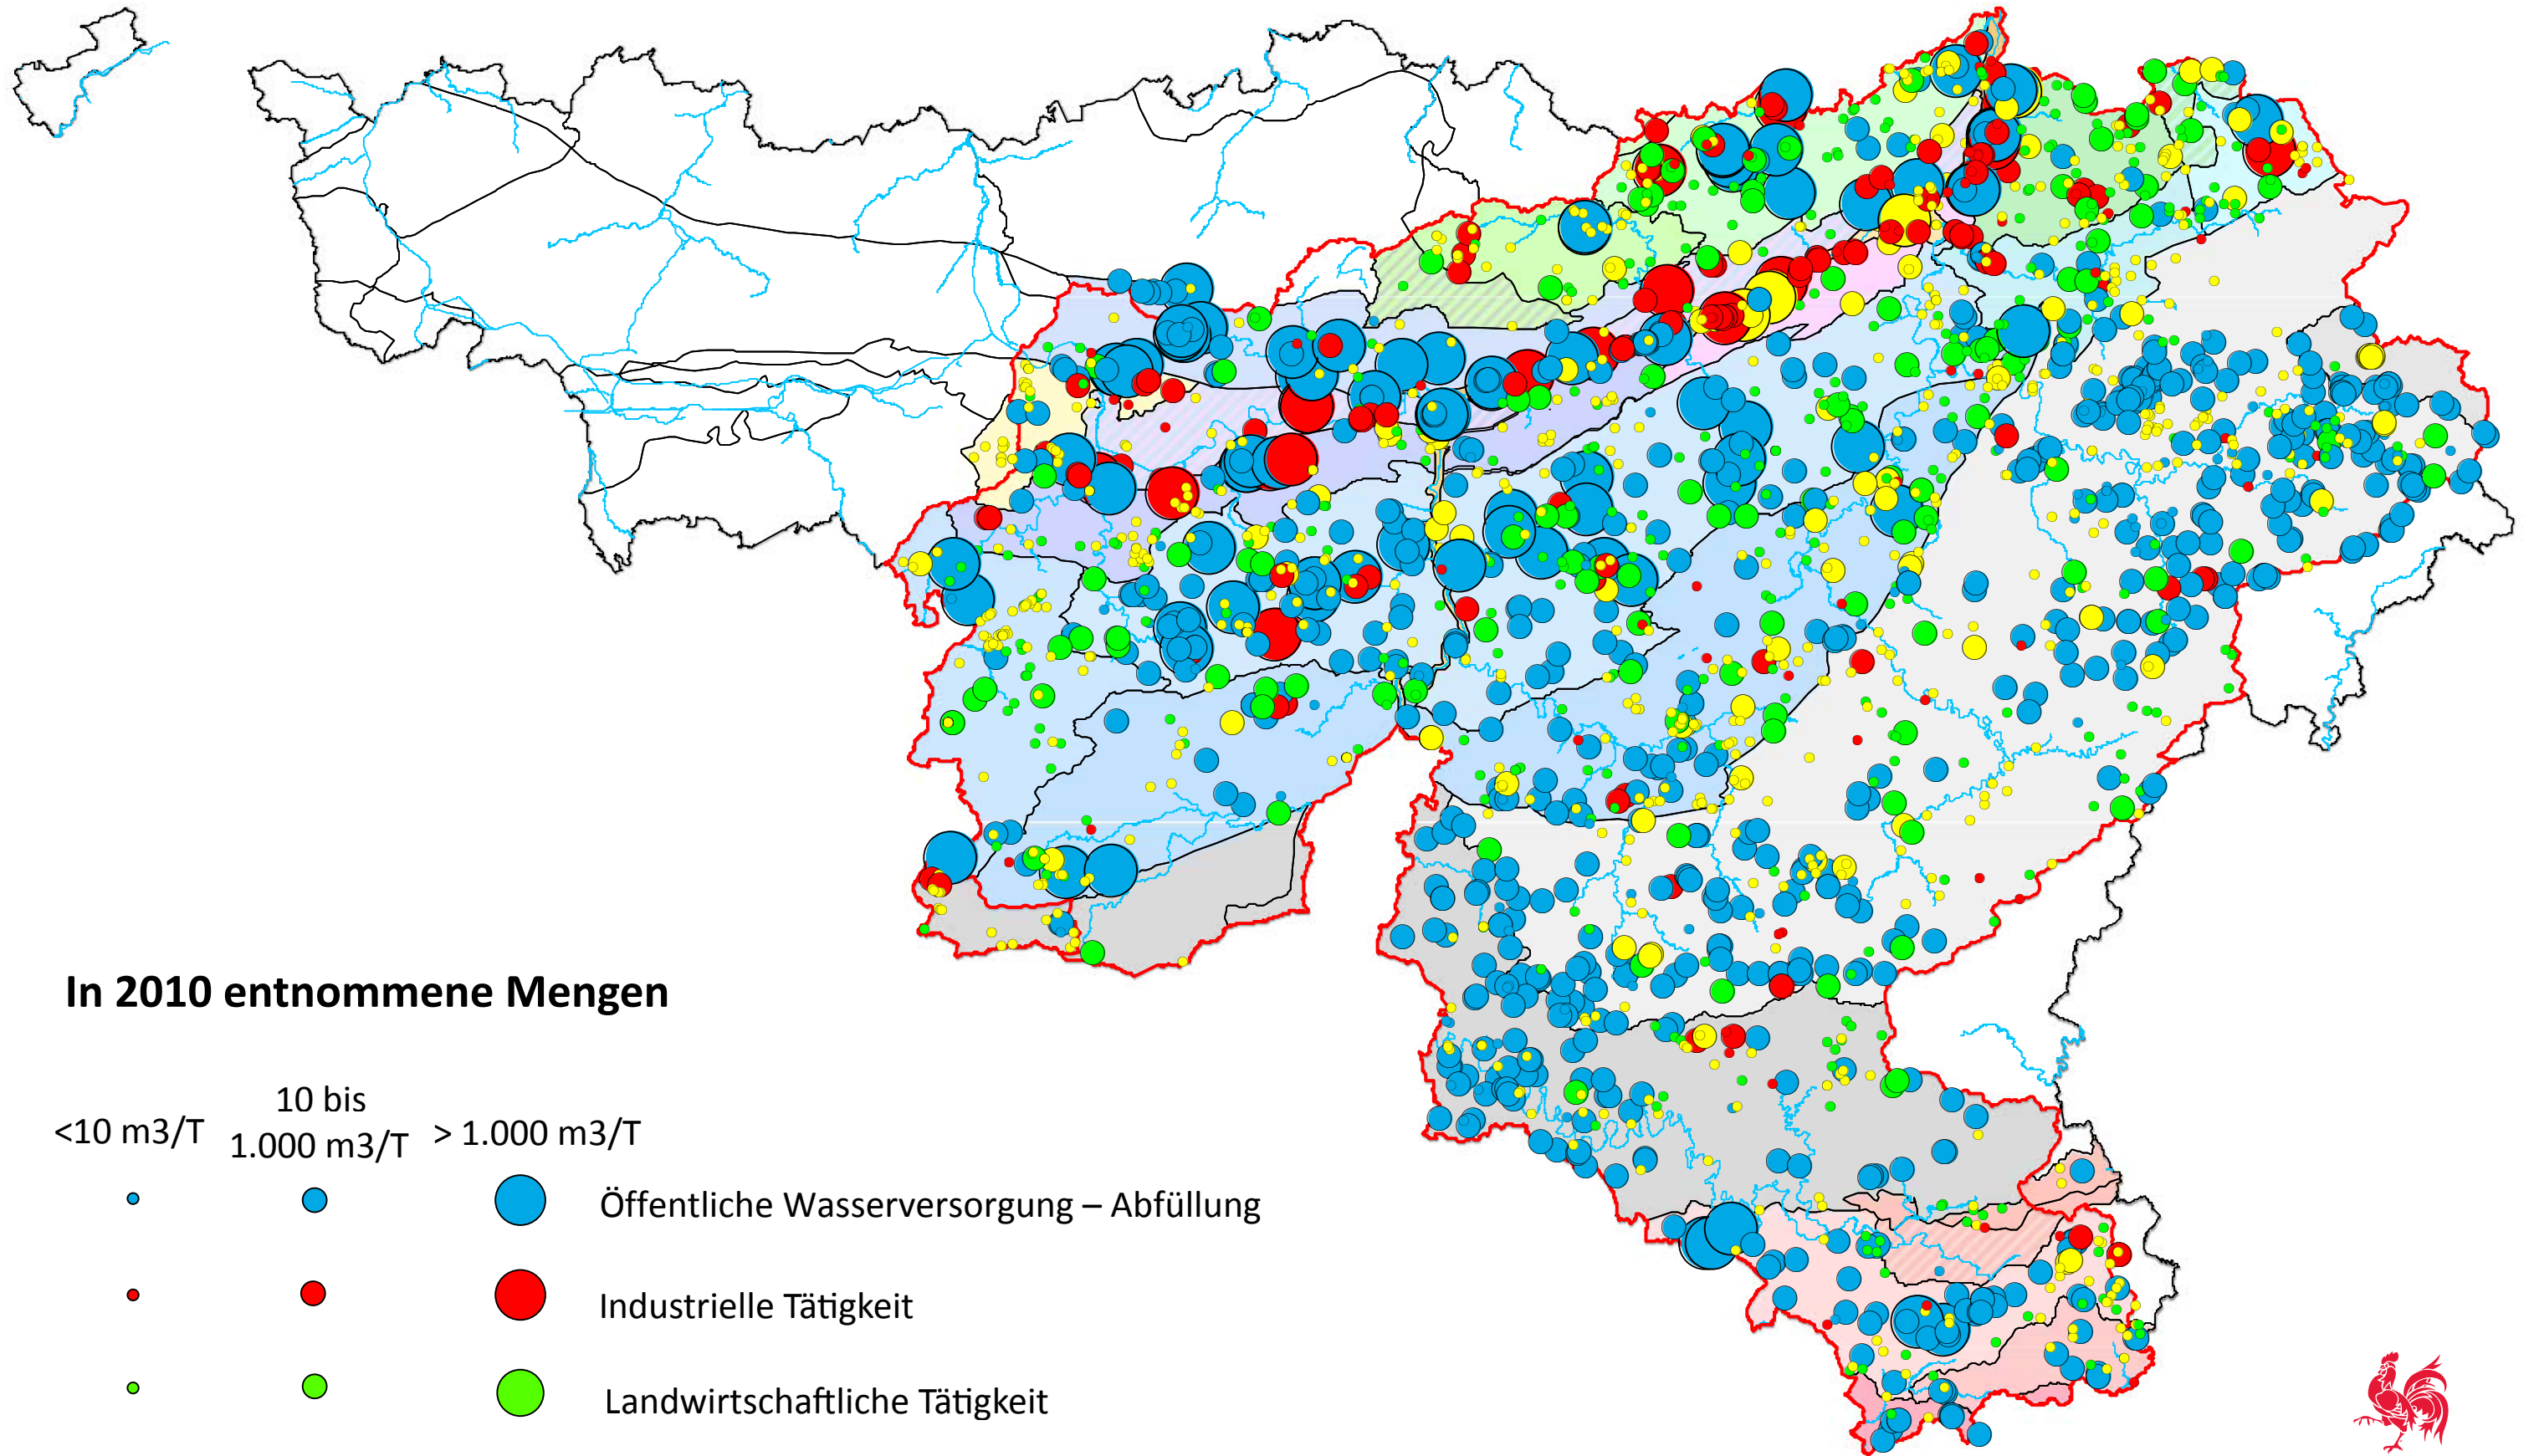 In 2010 entnommene Mengen
<10 m3/T
10 bis
1.000 m3/T
> 1.000 m3/T
Öffentliche Wasserversorgung – Abfüllung
Industrielle Tätigkeit
Landwirtschaftliche Tätigkeit